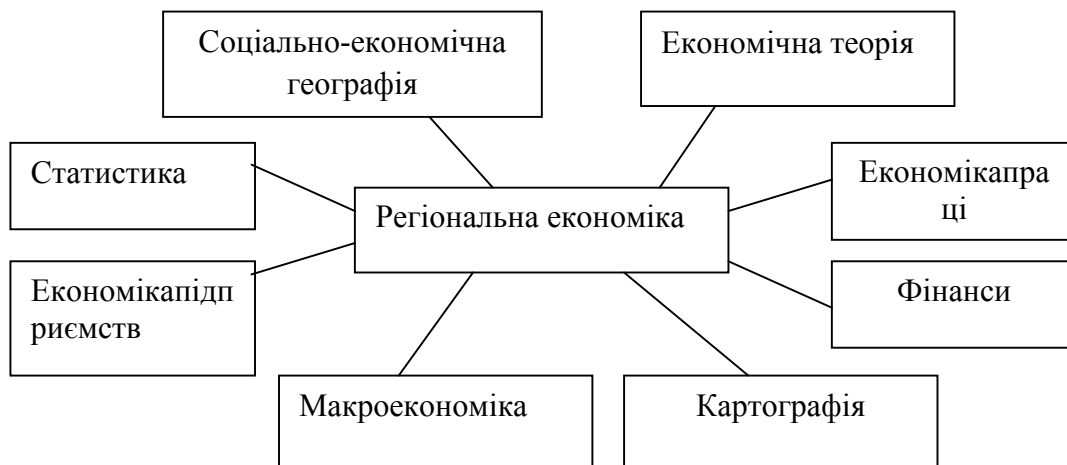 Соціально-економічна
географія
Економічна теорія
Статистика
Економікапра
ці
Регіональна економіка
Економікапідп
риємств
Фінанси
Макроекономіка
Картографія